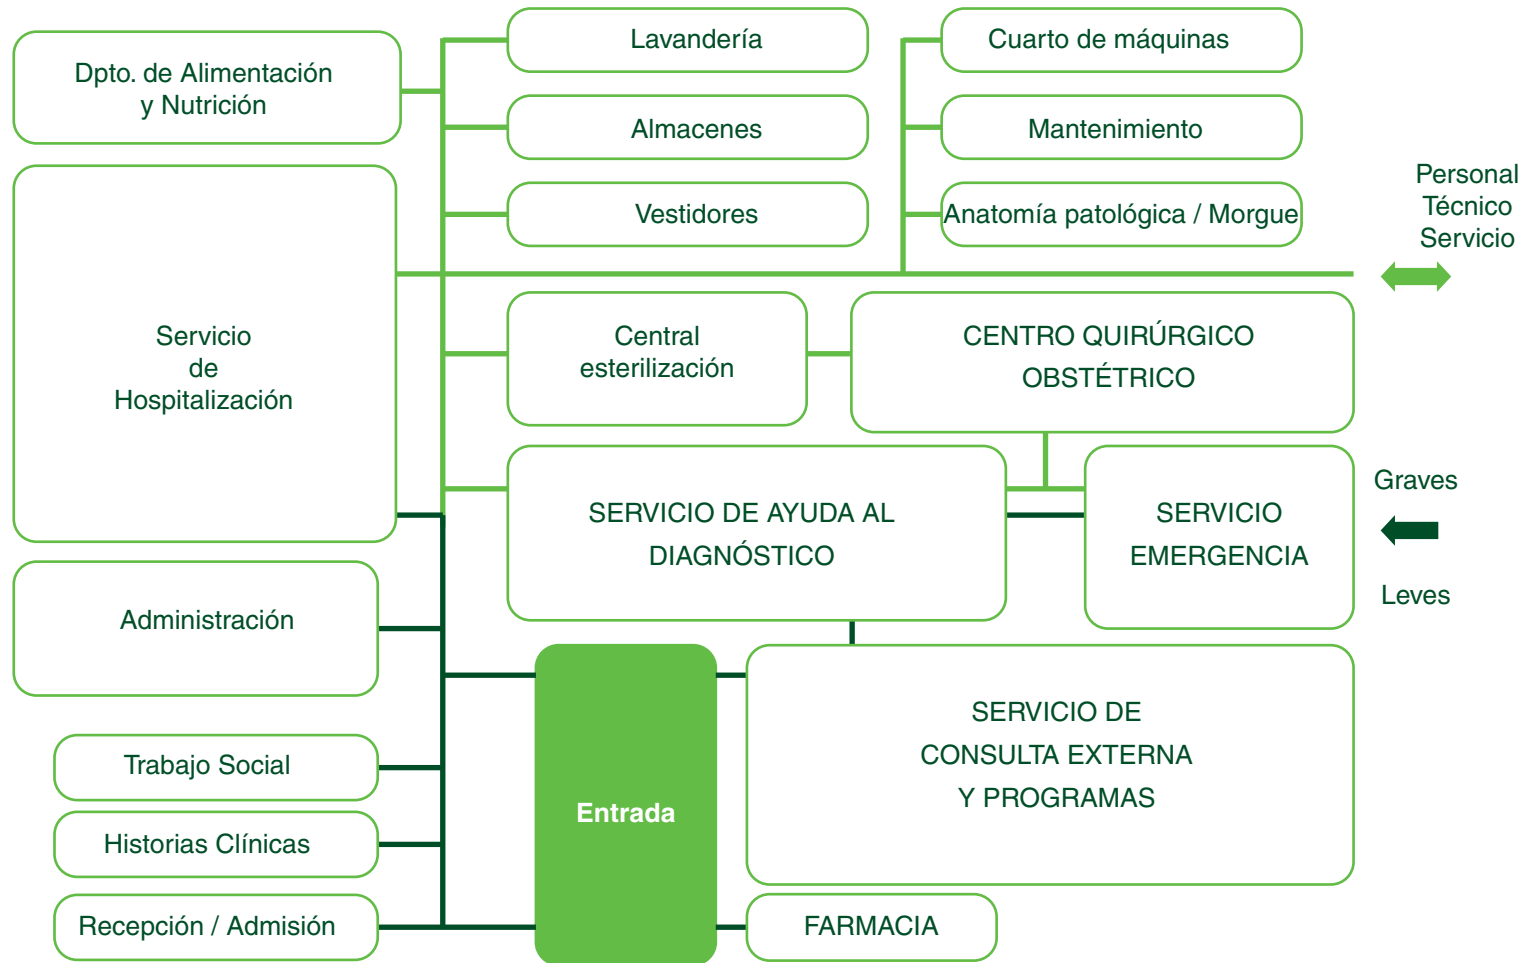 Dpto. de Alimentación
y Nutrición
Lavandería
Cuarto de máquinas
Almacenes
Mantenimiento
Vestidores
Anatomía patológica / Morgue
Personal
Técnico
Servicio
Servicio
de
Hospitalización
Central
esterilización
CENTRO QUIRÚRGICO
OBSTÉTRICO
SERVICIO DE AYUDA AL
DIAGNÓSTICO
SERVICIO
EMERGENCIA
Graves
Leves
Administración
Trabajo Social
Historias Clínicas
Recepción / Admisión
Entrada
SERVICIO DE
CONSULTA EXTERNA
Y PROGRAMAS
FARMACIA